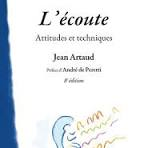 L'écoute
Attitudes et techniques
Jean Artaud
Préface d'André de Peretti
8e édition